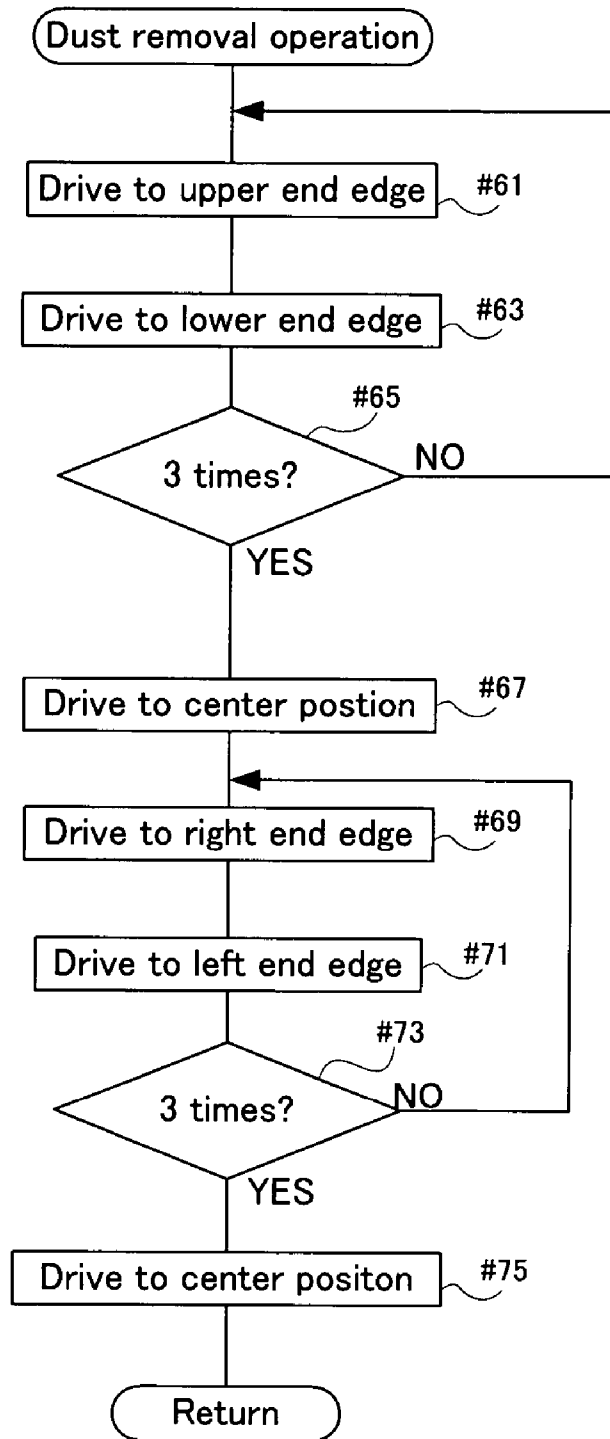 Dust removal operation
Drive to upper end edge
#61
Drive to lower end edge
#63
#65
3 times?
NO
YES
Drive to center postion
#67
Drive to right end edge
#69
Drive to left end edge
#71
#73
3 times?
NO
YES
Drive to center positon
#75
Return